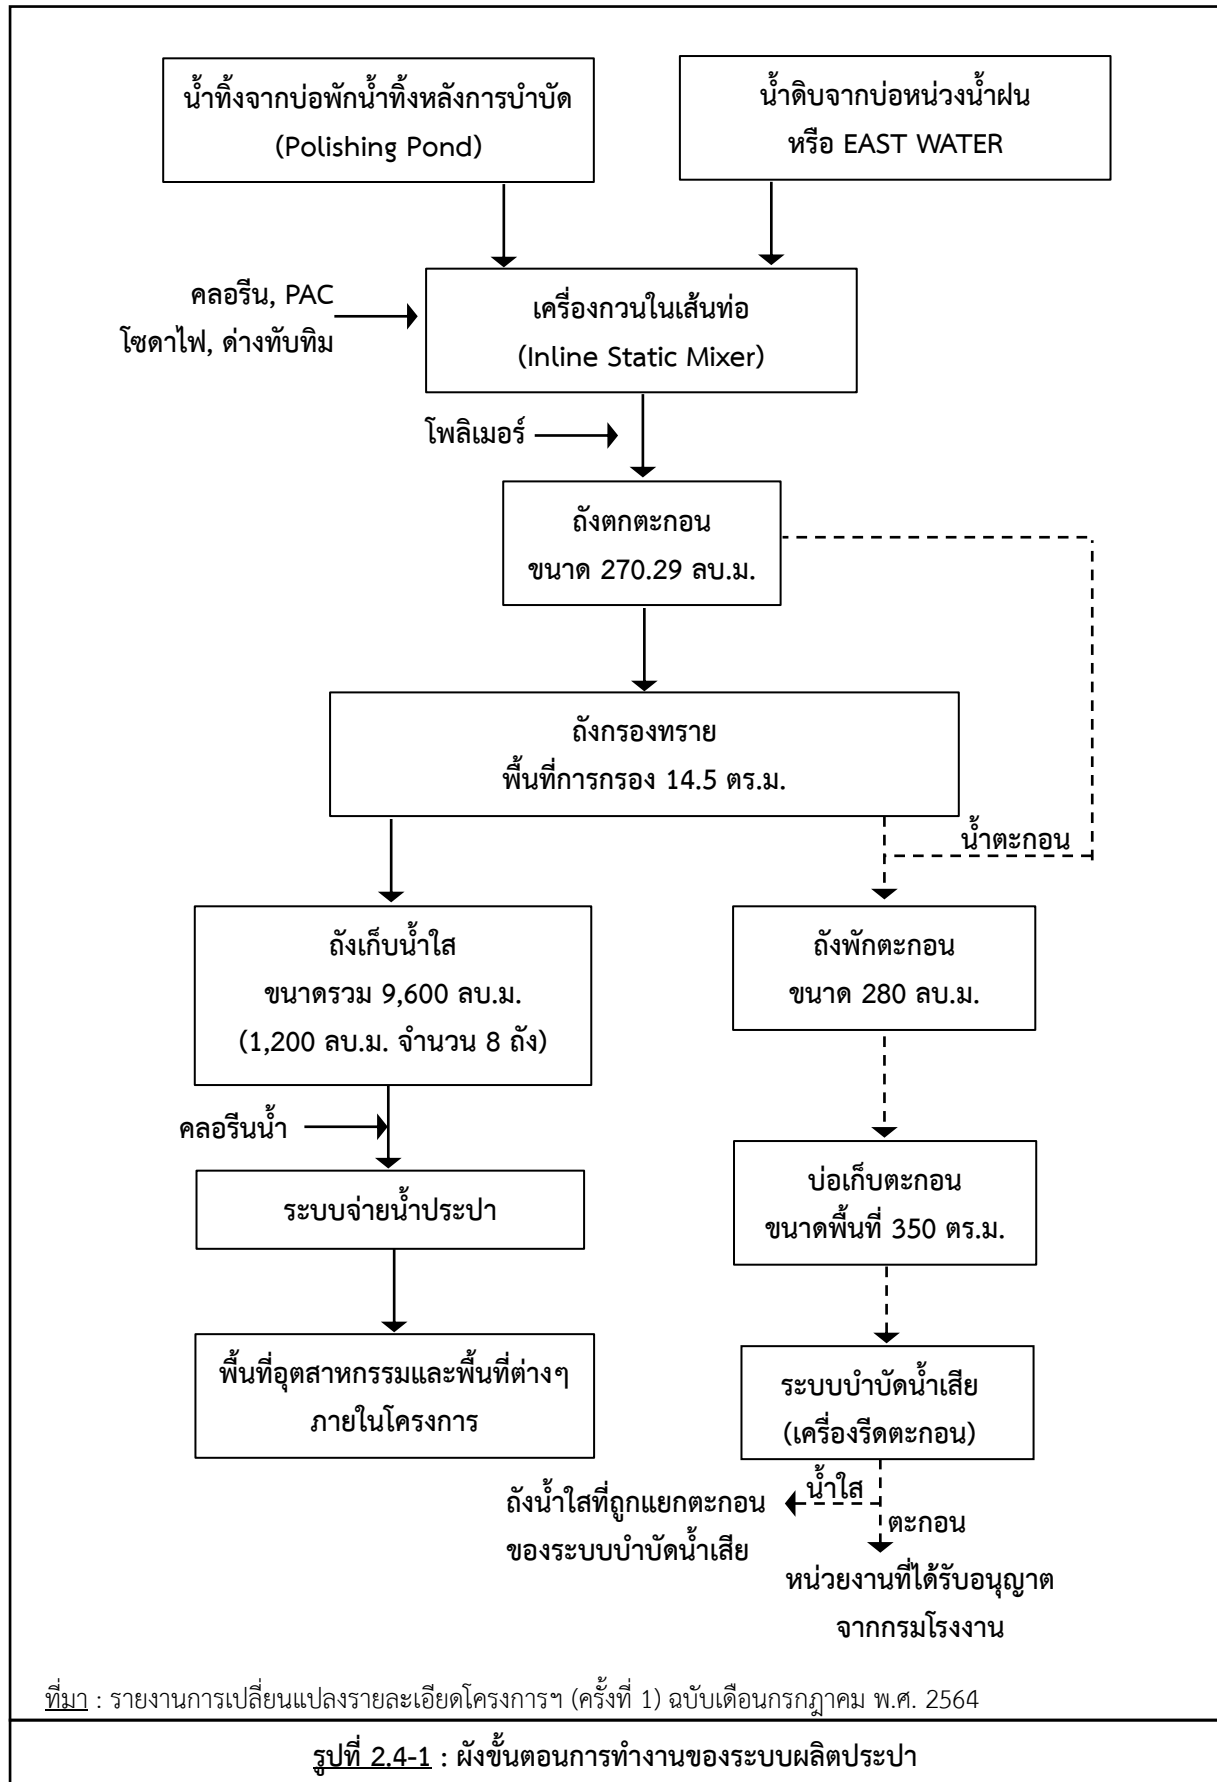 น้ำทิ้งจากบ่อพักน้ำทิ้งหลังการบำบัด
(Polishing Pond)
น้ำดิบจากบ่อหน่วงน้ำฝน
หรือ EAST WATER
คลอรีน, PAC
โซดาไฟ, ด่างทับทิม
เครื่องกวนในเส้นท่อ
(Inline Static Mixer)
โพลิเมอร์
ถังตกตะกอน
ขนาด 270.29 ลบ.ม.
ถังกรองทราย
พื้นที่การกรอง 14.5 ตร.ม.
น้ำตะกอน
ถังเก็บน้ำใส
ขนาดรวม 9,600 ลบ.ม.
(1,200 ลบ.ม. จำนวน 8 ถัง)
ถังพักตะกอน
ขนาด 280 ลบ.ม.
คลอรีนน้ำ
ระบบจ่ายน้ำประปา
บ่อเก็บตะกอน
ขนาดพื้นที่ 350 ตร.ม.
พื้นที่อุตสาหกรรมและพื้นที่ต่างๆ
ภายในโครงการ
ระบบบำบัดน้ำเสีย
(เครื่องรีดตะกอน)
น้ำใส
ถังน้ำใสที่ถูกแยกตะกอน
ของระบบบำบัดน้ำเสีย
ตะกอน
หน่วยงานที่ได้รับอนุญาต
จากกรมโรงงาน
ที่มา : รายงานการเปลี่ยนแปลงรายละเอียดโครงการฯ (ครั้งที่ 1) ฉบับเดือนกรกฎาคม พ.ศ. 2564
รูปที่ 2.4-1 : ผังขั้นตอนการทำงานของระบบผลิตประปา